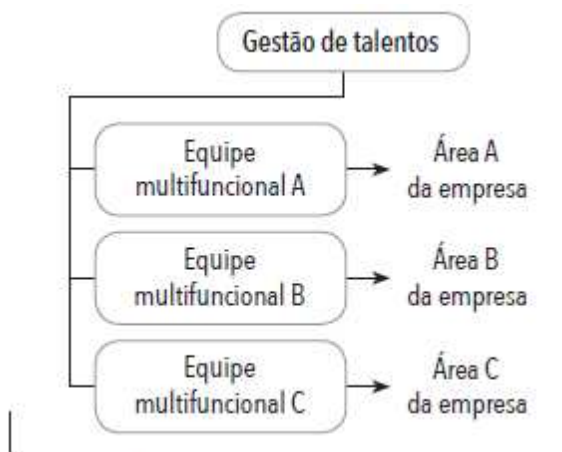 Gestão de talentos
Equipe
multifuncional A
Área A
da empresa
Equipe
multifuncional B
Área B
da empresa
Equipe
multifuncional C
Área C
da empresa